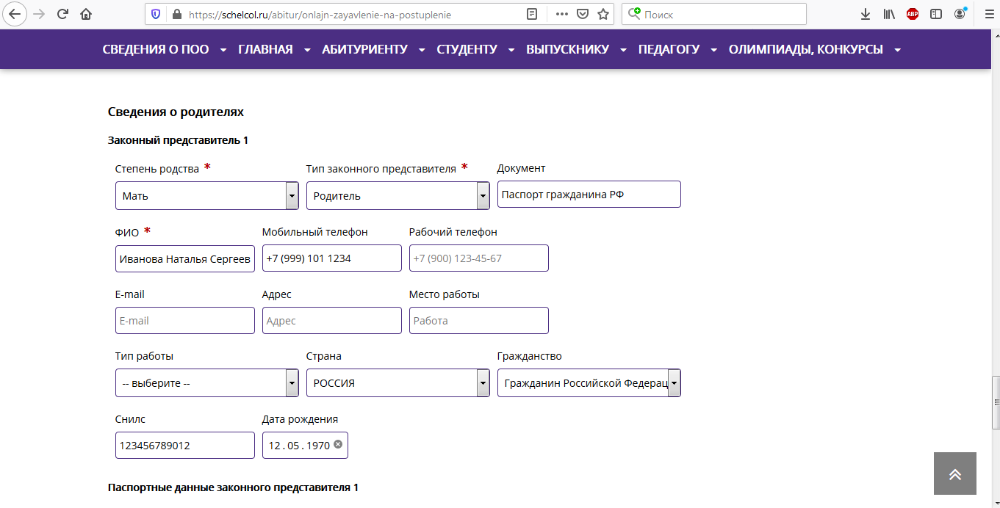 https://schelcol.ru/abitur/onlajn-zayavlenie-na-postuplenie
Поиск
ABP
СВЕДЕНИЯ О ПОО ГЛАВНАЯ АБИТУРИЕНТУ СТУДЕНТУ ВЫПУСКНИКУ ПЕДАГОГУ ОЛИМПИАДЫ, КОНКУРСЫ
Сведения о родителях
Законный представитель 1
Степень родства * Тип законного представителя * Документ
Мать Родитель Паспорт гражданина РФ
ФИО * Мобильный телефон Рабочий телефон
Иванова Наталья Сергеев +7 (999) 101 1234 +7 (900) 123-45-67
E-mail Адрес Место работы
E-mail Адрес Работа
Тип работы Страна Гражданство
-- выберите -- РОССИЯ Гражданин Российской Федерац
Снилс Дата рождения
123456789012 12.05.1970
Паспортные данные законного представителя 1